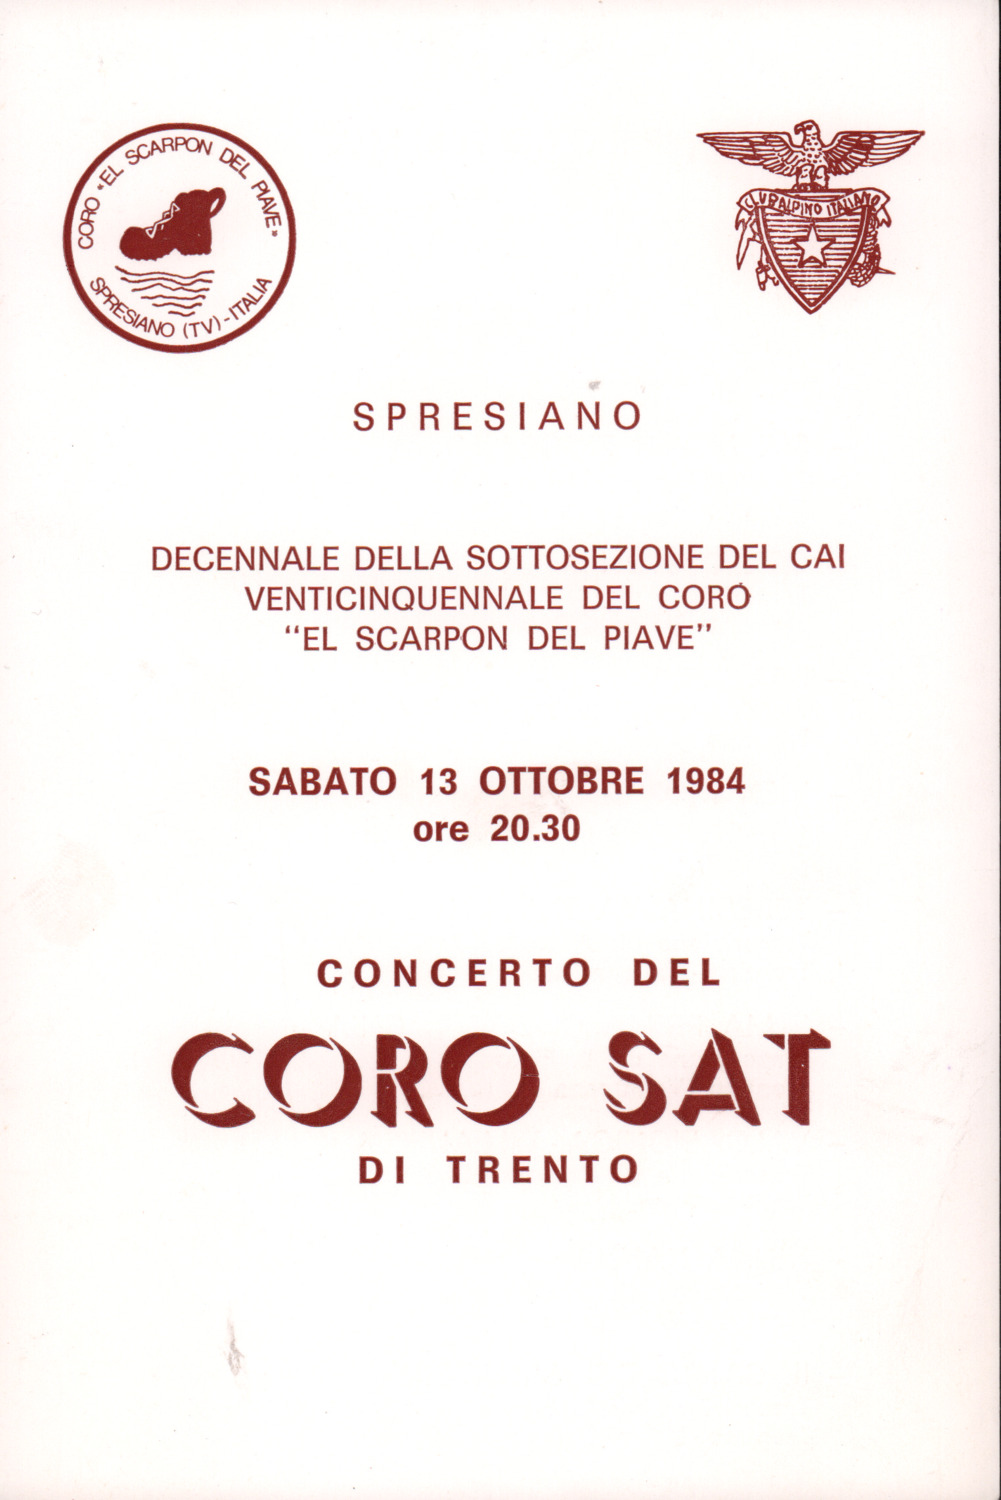 CORO «EL SCARPON DEL PIAVE»
SPRESIANO (TV) - ITALIA
CLUB ALPINO ITALIANO
SPRESIANO
DECENNALE DELLA SOTTOSEZIONE DEL CAI
VENTICINQUENNALE DEL CORO
“EL SCARPON DEL PIAVE”
SABATO 13 OTTOBRE 1984
ore 20.30
CONCERTO DEL
CORO SAT
DI TRENTO